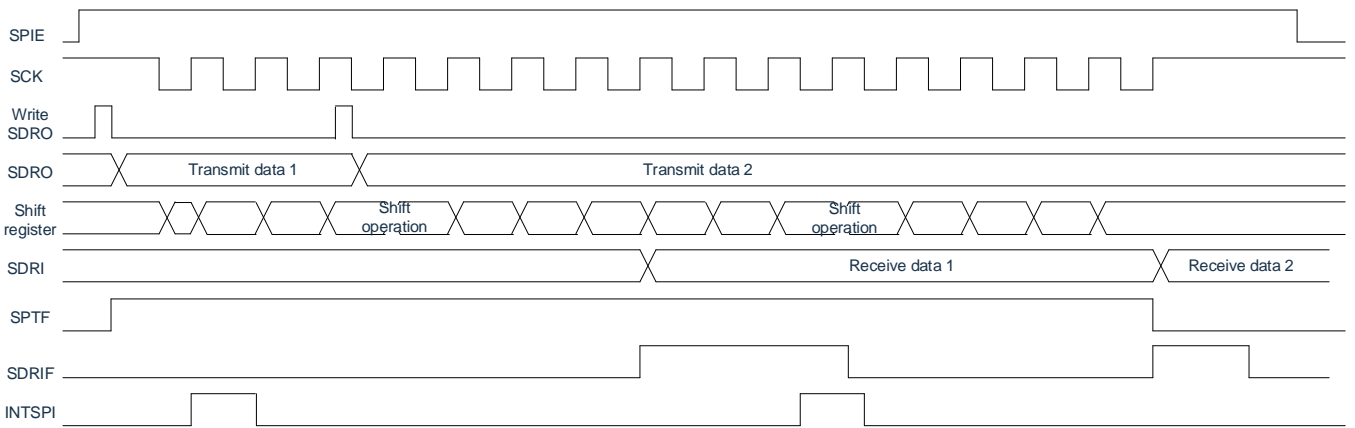 SPIE
SCK
Write
SDRO
SDRO
Transmit data 1
Transmit data 2
Shift
register
Shift
operation
Shift
operation
SDRI
Receive data 1
Receive data 2
SPTF
SDRIF
INTSPI